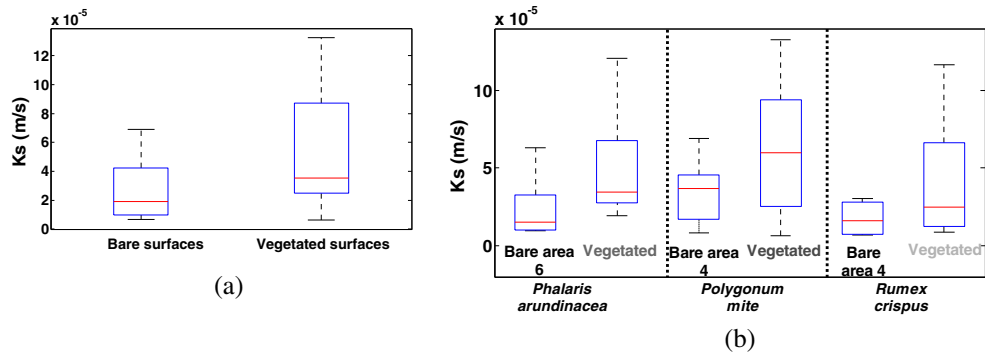 x 10⁻⁵
12
10
8
6
4
2
0
Ks (m/s)
Bare surfaces Vegetated surfaces
(a)
x 10⁻⁵
10
5
0
Ks (m/s)
Bare area Vegetated Bare area Vegetated Bare Vegetated
6 4 area 4
Phalaris Polygonum Rumex
arundinacea mite crispus
(b)